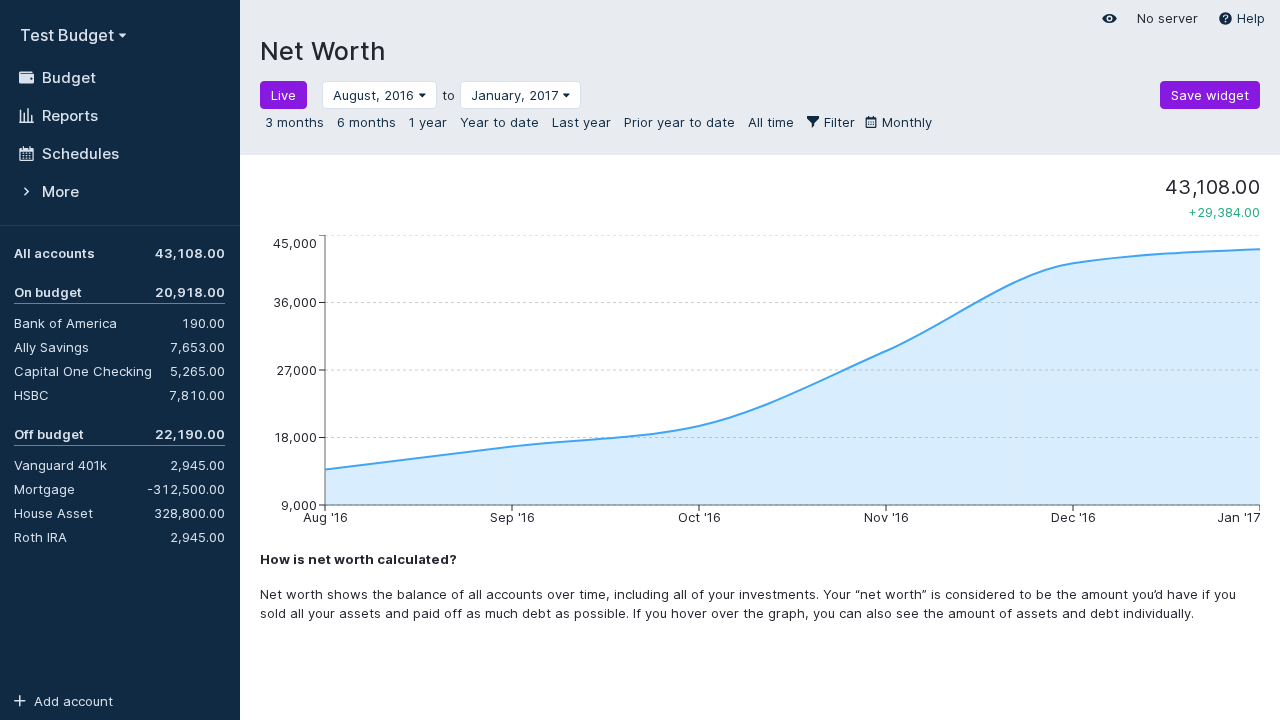 Test Budget
Budget
Reports
Schedules
More
All accounts 43,108.00
On budget 20,918.00
Bank of America 190.00
Ally Savings 7,653.00
Capital One Checking 5,265.00
HSBC 7,810.00
Off budget 22,190.00
Vanguard 401k 2,945.00
Mortgage -312,500.00
House Asset 328,800.00
Roth IRA 2,945.00
Add account
No server Help
Net Worth
Live August, 2016 to January, 2017 Save widget
3 months 6 months 1 year Year to date Last year Prior year to date All time Filter Monthly
43,108.00
+29,384.00
45,000
36,000
27,000
18,000
9,000
Aug '16 Sep '16 Oct '16 Nov '16 Dec '16 Jan '17
How is net worth calculated?
Net worth shows the balance of all accounts over time, including all of your investments. Your “net worth” is considered to be the amount you’d have if you
sold all your assets and paid off as much debt as possible. If you hover over the graph, you can also see the amount of assets and debt individually.